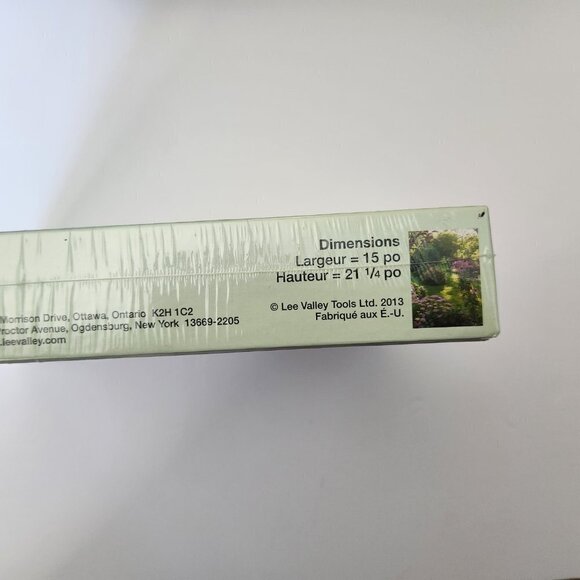 Dimensions
Largeur = 15 po
Hauteur = 21 1/4 po
Morrison Drive, Ottawa, Ontario K2H 1C2
Proctor Avenue, Ogdensburg, New York 13669-2205
.leevalley.com
© Lee Valley Tools Ltd. 2013
Fabriqué aux É.-U.